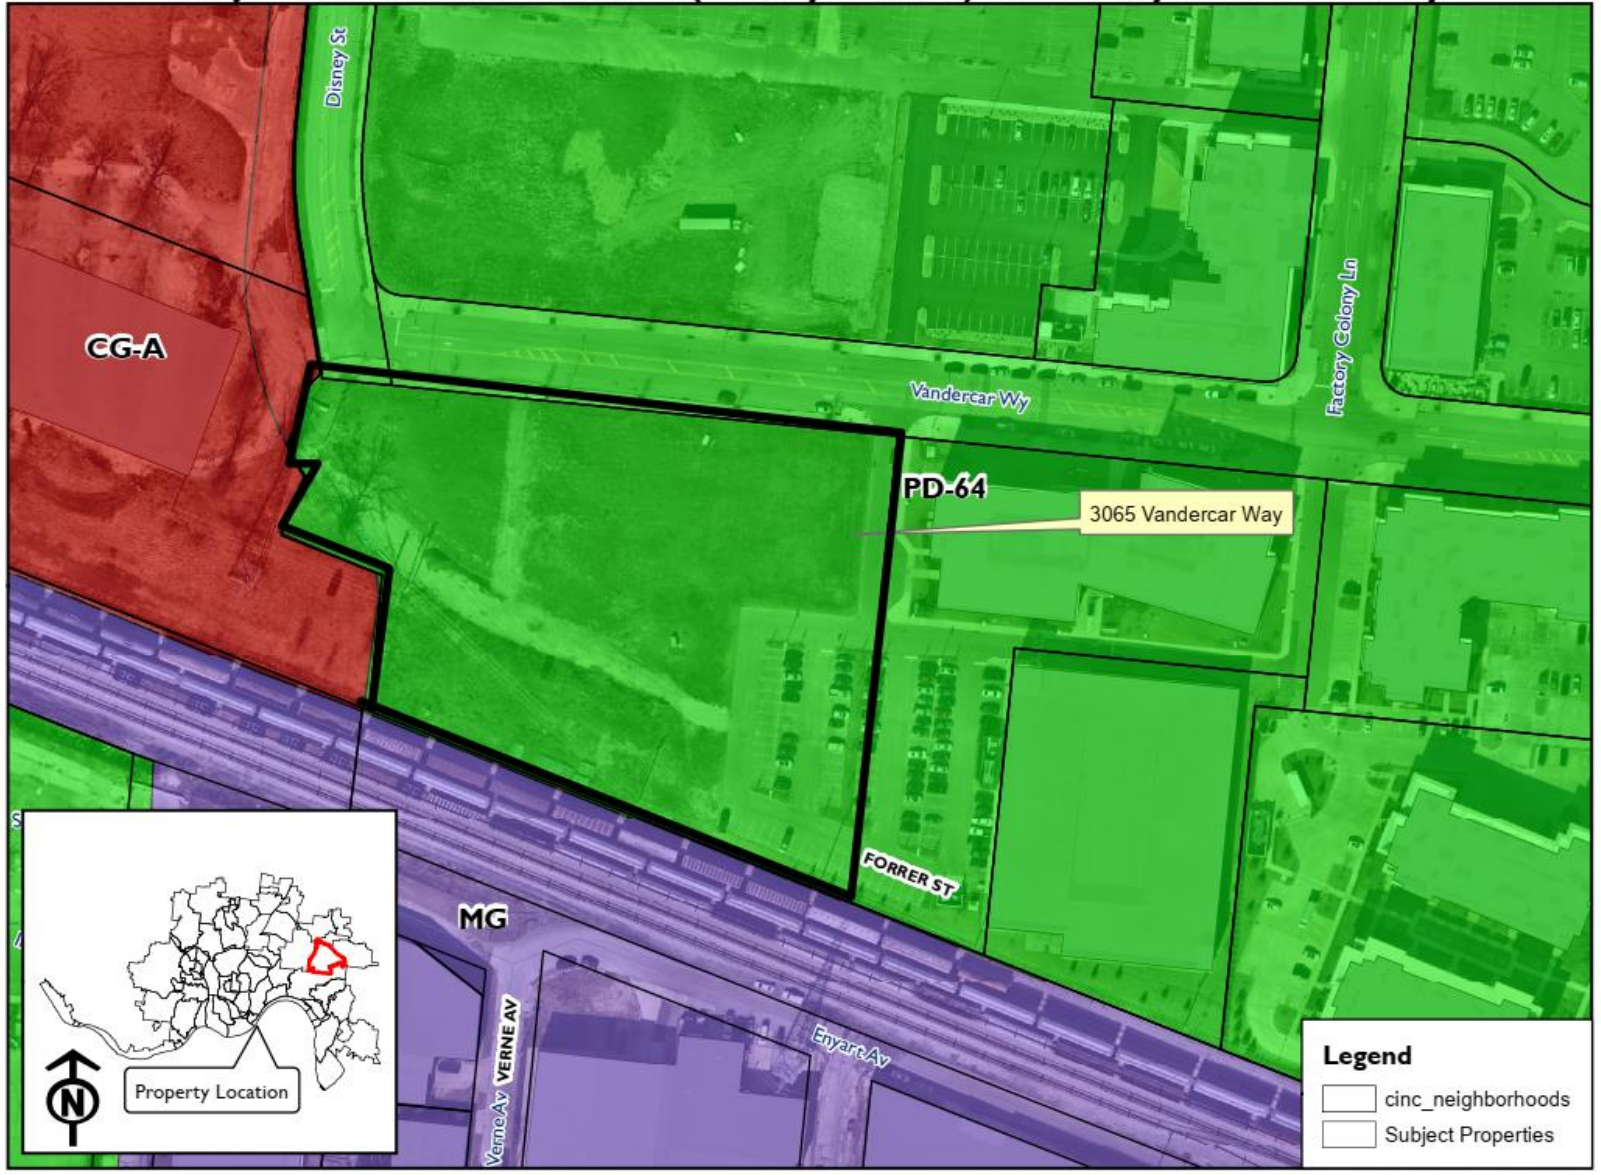 Disney St
CG-A
Factory Colony Ln
Vandercar Wy
PD-64
3065 Vandercar Way
FORRER ST
MG
VERNE AV
Verne Av
Enyart Av
Property Location
N
Legend
cinc_neighborhoods
Subject Properties